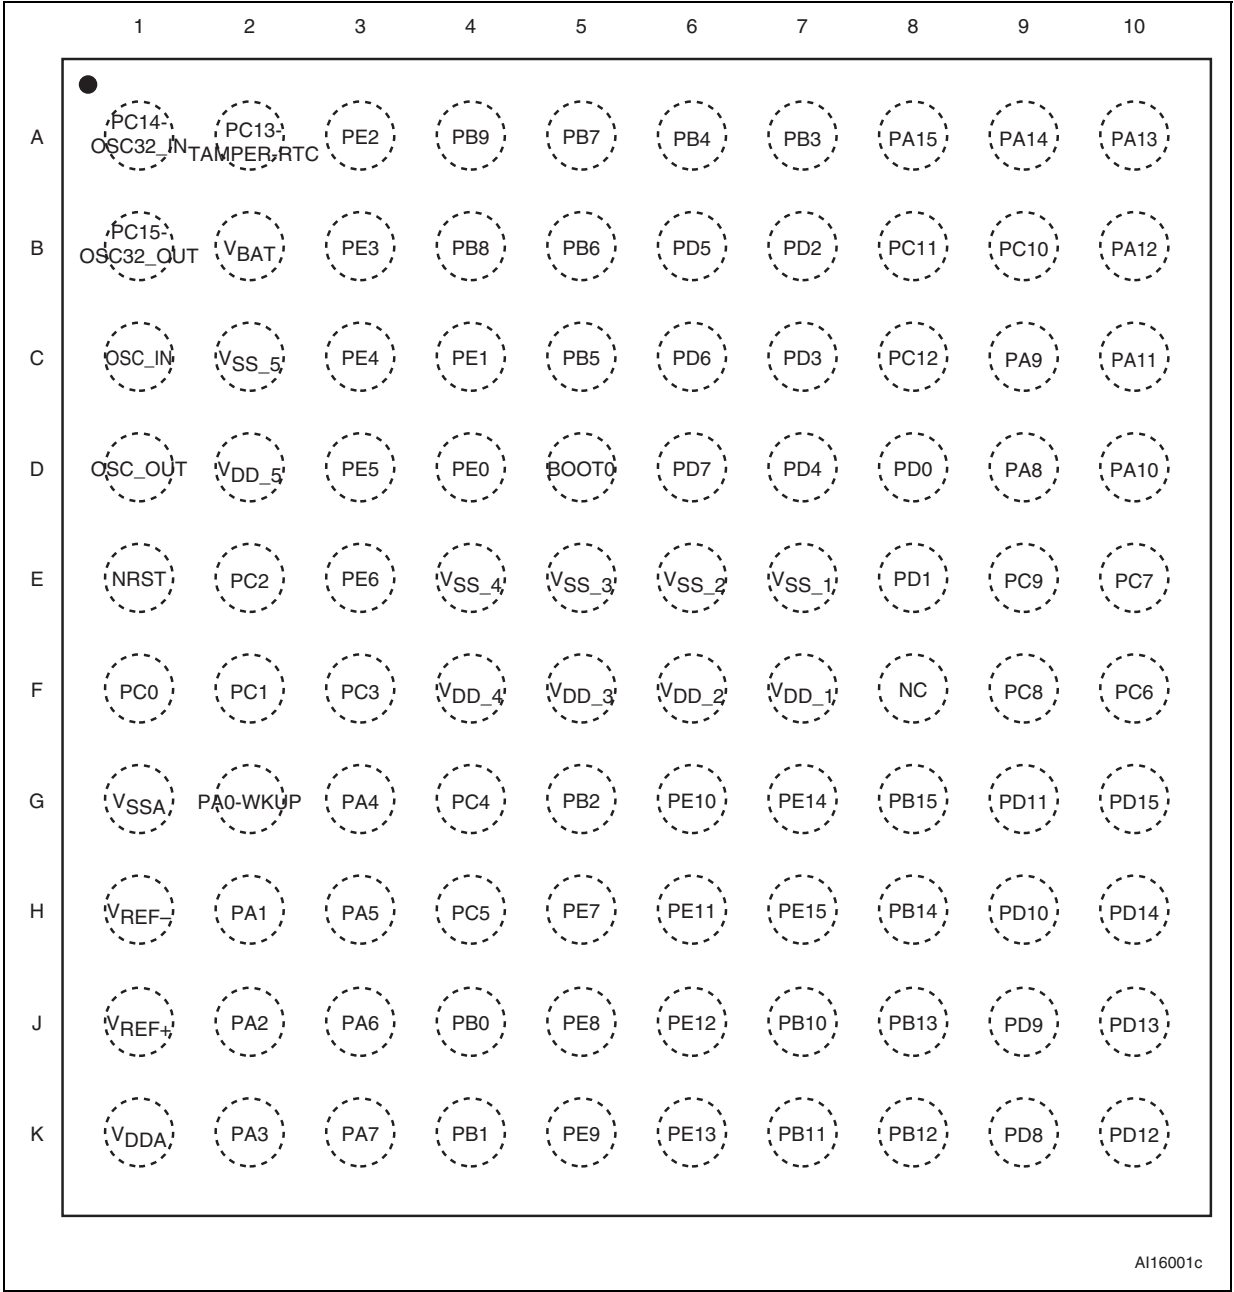 1 2 3 4 5 6 7 8 9 10
A PC14-OSC32_IN PC13-TAMPER-RTC PE2 PB9 PB7 PB4 PB3 PA15 PA14 PA13
B PC15-OSC32_OUT VBAT PE3 PB8 PB6 PD5 PD2 PC11 PC10 PA12
C OSC_IN VSS_5 PE4 PE1 PB5 PD6 PD3 PC12 PA9 PA11
D OSC_OUT VDD_5 PE5 PE0 BOOT0 PD7 PD4 PD0 PA8 PA10
E NRST PC2 PE6 VSS_4 VSS_3 VSS_2 VSS_1 PD1 PC9 PC7
F PC0 PC1 PC3 VDD_4 VDD_3 VDD_2 VDD_1 NC PC8 PC6
G VSSA PA0-WKUP PA4 PC4 PB2 PE10 PE14 PB15 PD11 PD15
H VREF– PA1 PA5 PC5 PE7 PE11 PE15 PB14 PD10 PD14
J VREF+ PA2 PA6 PB0 PE8 PE12 PB10 PB13 PD9 PD13
K VDDA PA3 PA7 PB1 PE9 PE13 PB11 PB12 PD8 PD12
AI16001c